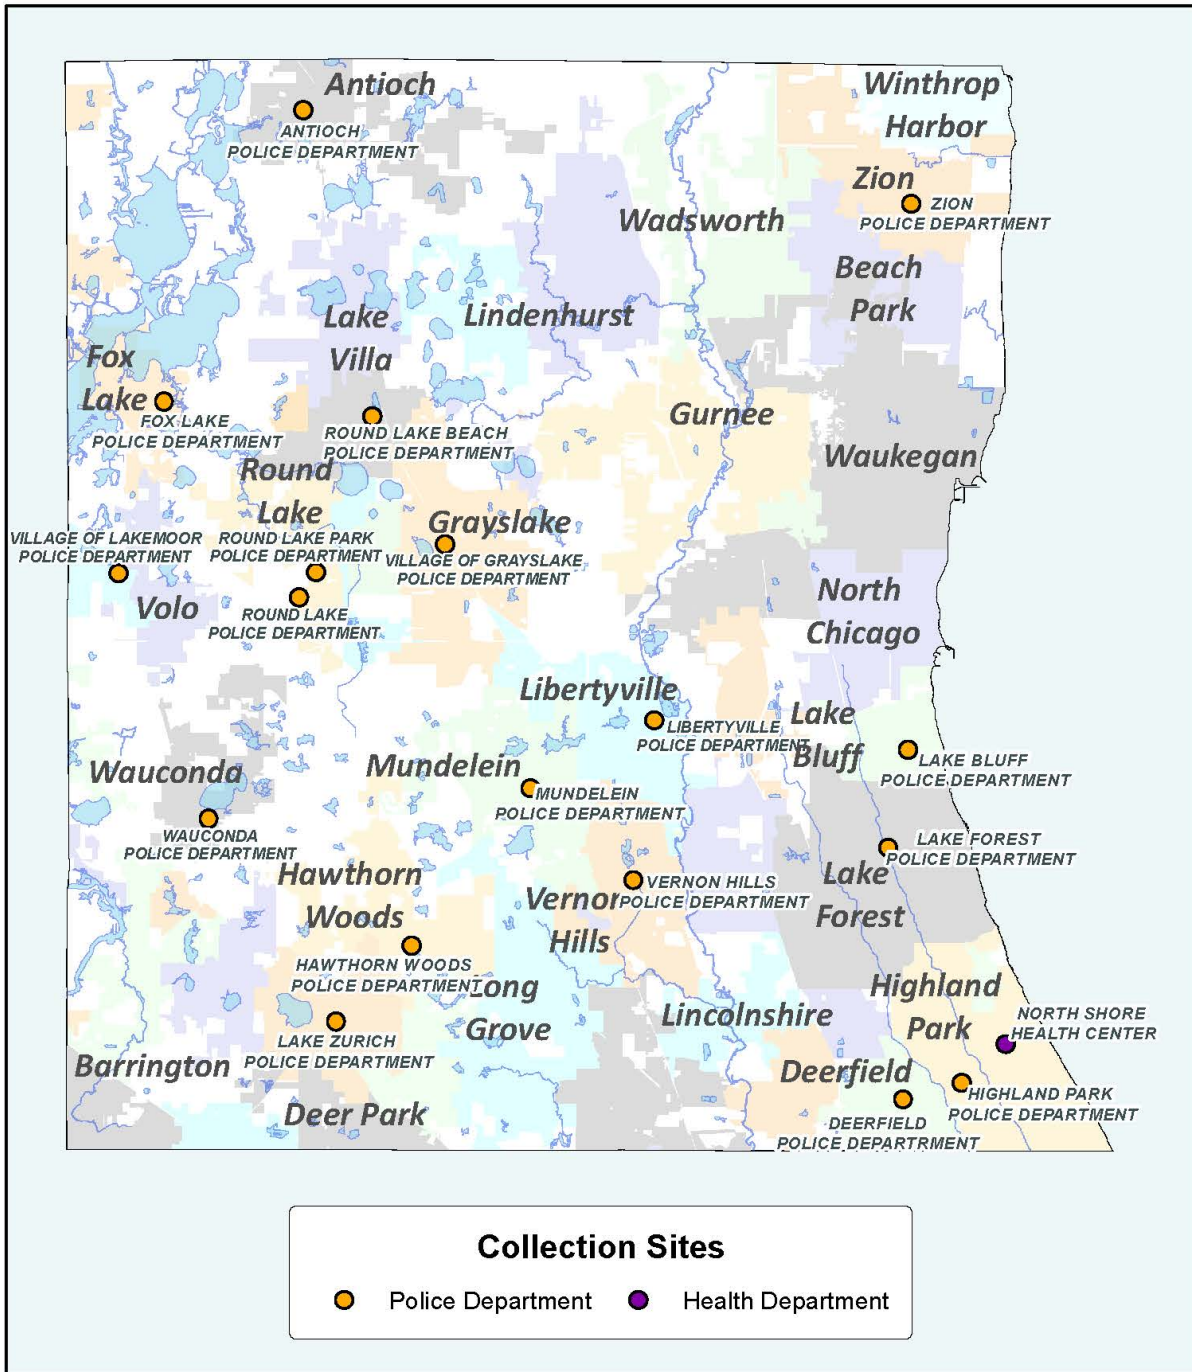 Antioch
ANTIOCH
POLICE DEPARTMENT
Winthrop
Harbor
Zion
ZION
POLICE DEPARTMENT
Wadsworth
Beach
Park
Lake
Villa
Lindenhurst
Fox
Lake
FOX LAKE
POLICE DEPARTMENT
ROUND LAKE BEACH
POLICE DEPARTMENT
Gurnee
Waukegan
Round
Lake
Grayslake
VILLAGE OF LAKEMOOR
POLICE DEPARTMENT
ROUND LAKE PARK
POLICE DEPARTMENT
VILLAGE OF GRAYSLAKE
POLICE DEPARTMENT
Volo
ROUND LAKE
POLICE DEPARTMENT
North
Chicago
Libertyville
LIBERTYVILLE
POLICE DEPARTMENT
Lake
Bluff
LAKE BLUFF
POLICE DEPARTMENT
Wauconda
WAUCONDA
POLICE DEPARTMENT
Mundelein
MUNDELEIN
POLICE DEPARTMENT
LAKE FOREST
POLICE DEPARTMENT
Lake
Forest
Hawthorn
Woods
HAWTHORN WOODS
POLICE DEPARTMENT
Vernon
Hills
VERNON HILLS
POLICE DEPARTMENT
Long
Grove
Lincolnshire
Highland
Park
NORTH SHORE
HEALTH CENTER
LAKE ZURICH
POLICE DEPARTMENT
Barrington
Deer Park
Deerfield
DEERFIELD
POLICE DEPARTRMENT
HIGHLAND PARK
POLICE DEPARTMENT
Collection Sites
Police Department
Health Department